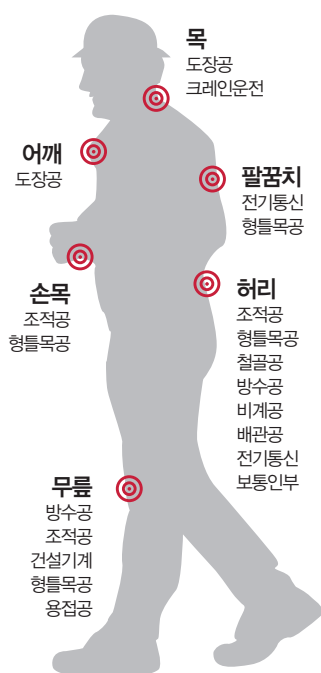 목
도장공
크레인운전
어깨
도장공
팔꿈치
전기통신
형틀목공
손목
조적공
형틀목공
허리
조적공
형틀목공
철골공
방수공
비계공
배관공
전기통신
보통인부
무릎
방수공
조적공
건설기계
형틀목공
용접공